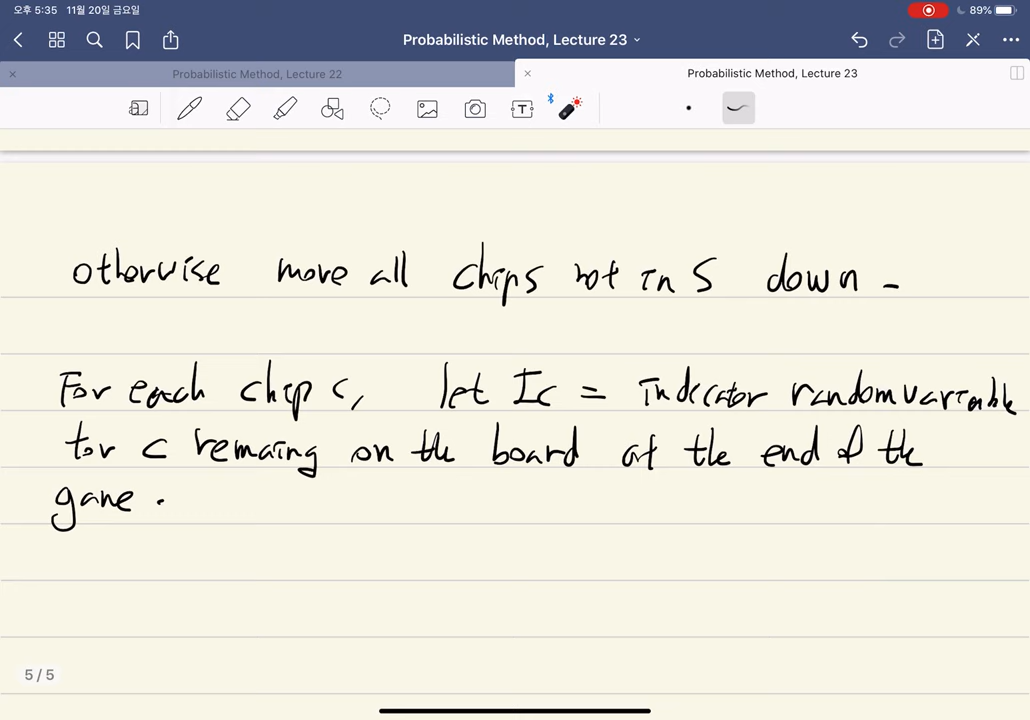 오후 5:35 11월 20일 금요일
89%
Probabilistic Method, Lecture 23
Probabilistic Method, Lecture 22
Probabilistic Method, Lecture 23
T
otherwise move all chips not in S down.
For each chip c, let Ic = indicator random variable
for c remaing on the board at the end of the
game.
5 / 5